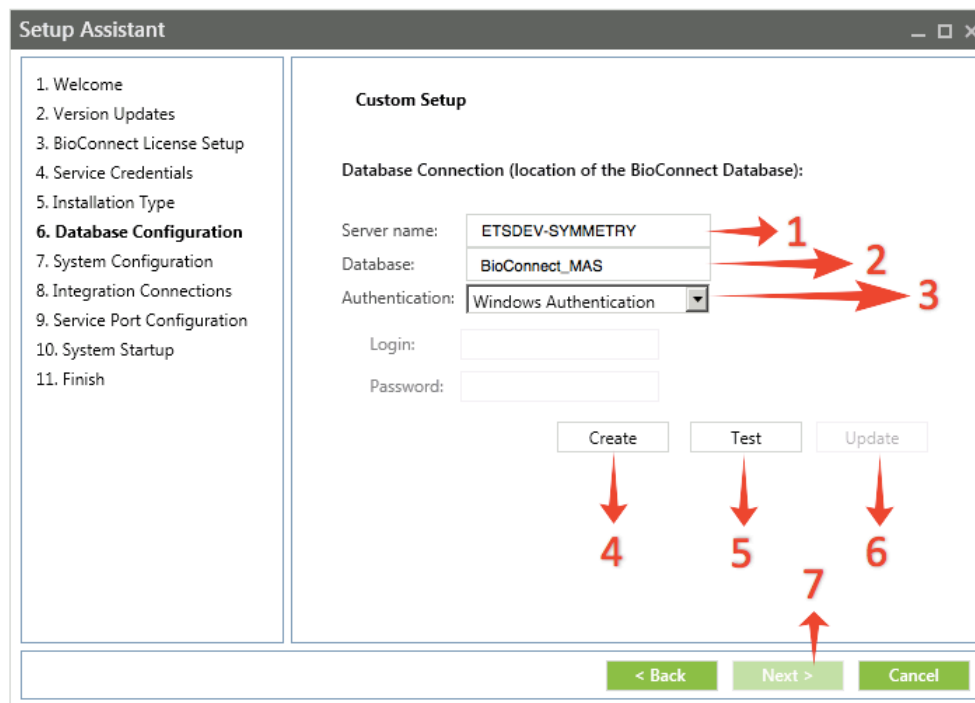 Setup Assistant
1. Welcome
2. Version Updates
3. BioConnect License Setup
4. Service Credentials
5. Installation Type
6. Database Configuration
7. System Configuration
8. Integration Connections
9. Service Port Configuration
10. System Startup
11. Finish
Custom Setup
Database Connection (location of the BioConnect Database):
Server name: ETSDEV-SYMMETRY 1
Database: BioConnect_MAS 2
Authentication: Windows Authentication 3
Login:
Password:
Create Test Update
4 5 6
7
< Back Next > Cancel